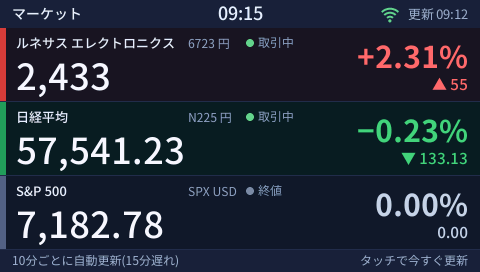 マーケット 09:15 更新 09:12
ルネサス エレクトロニクス 6723 円 取引中 +2.31%
2,433 ▲ 55
日経平均 N225 円 取引中 −0.23%
57,541.23 ▼ 133.13
S&P 500 SPX USD 終値 0.00%
7,182.78 0.00
10分ごとに自動更新(15分遅れ) タッチで今すぐ更新